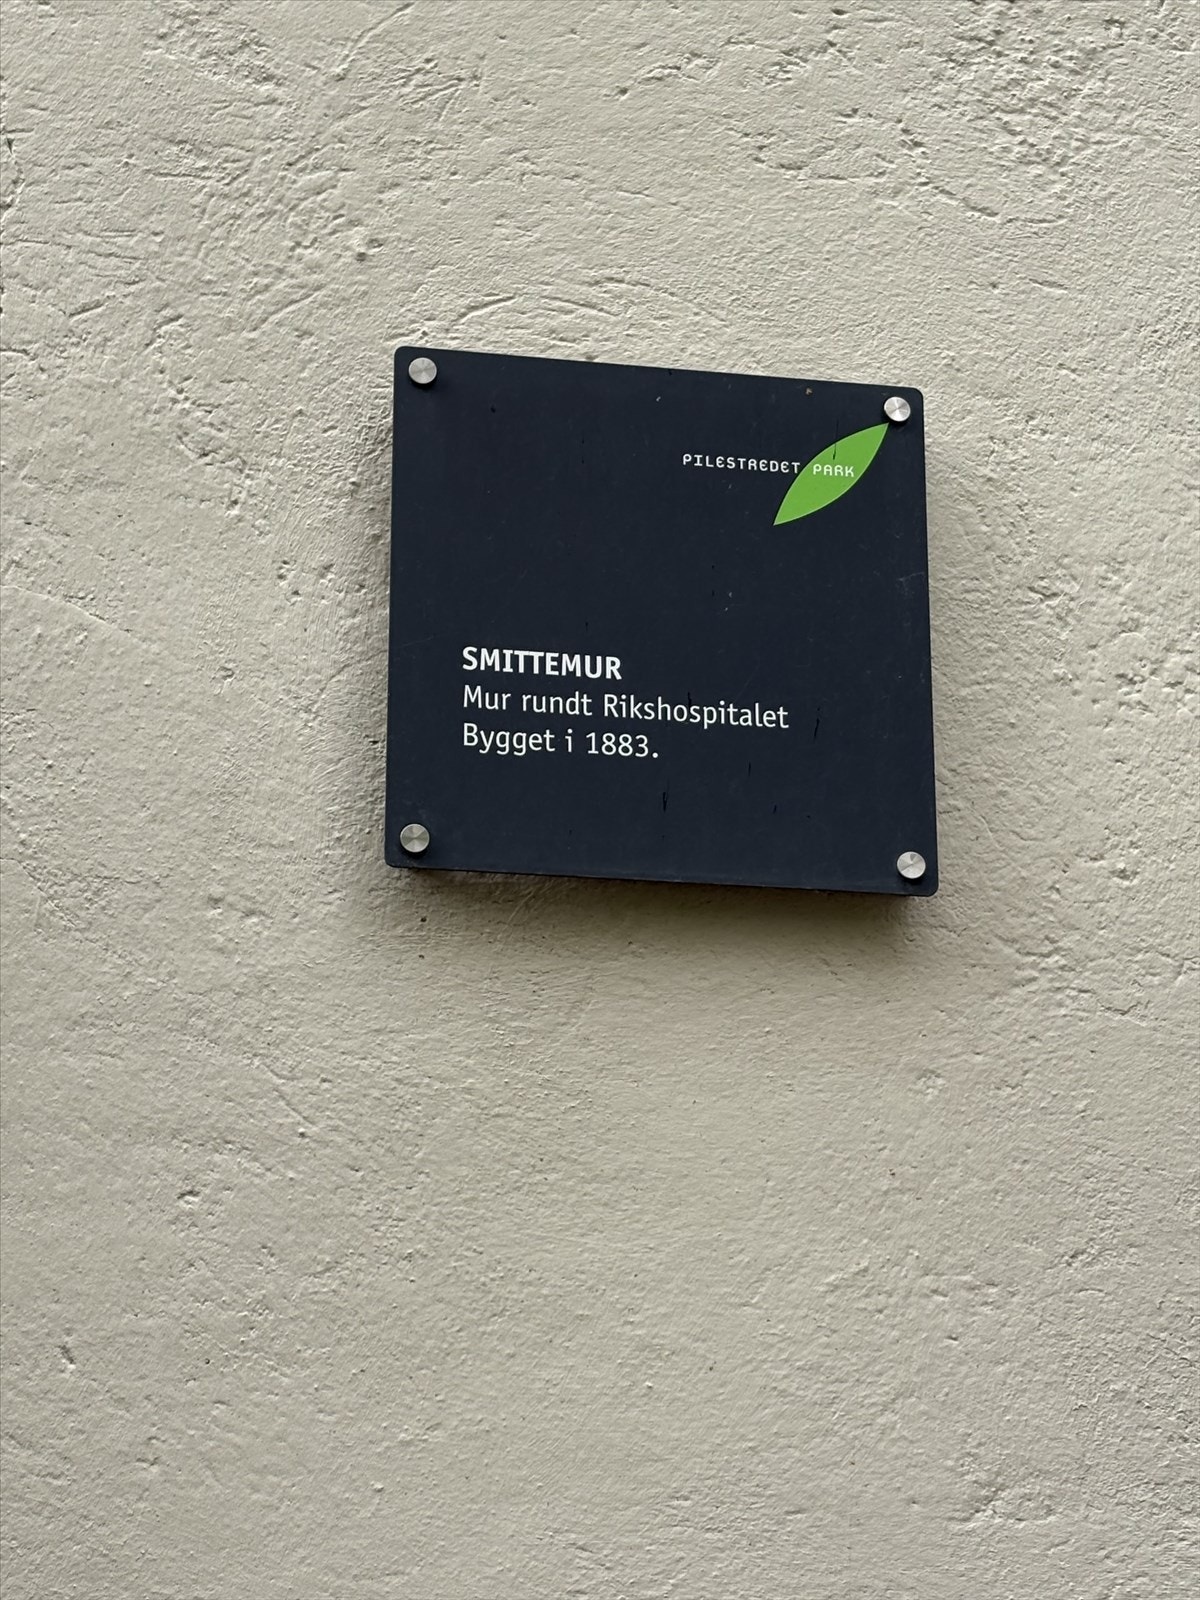 PILESTREDET PARK
SMITTEMUR
Mur rundt Rikshospitalet
Bygget i 1883.